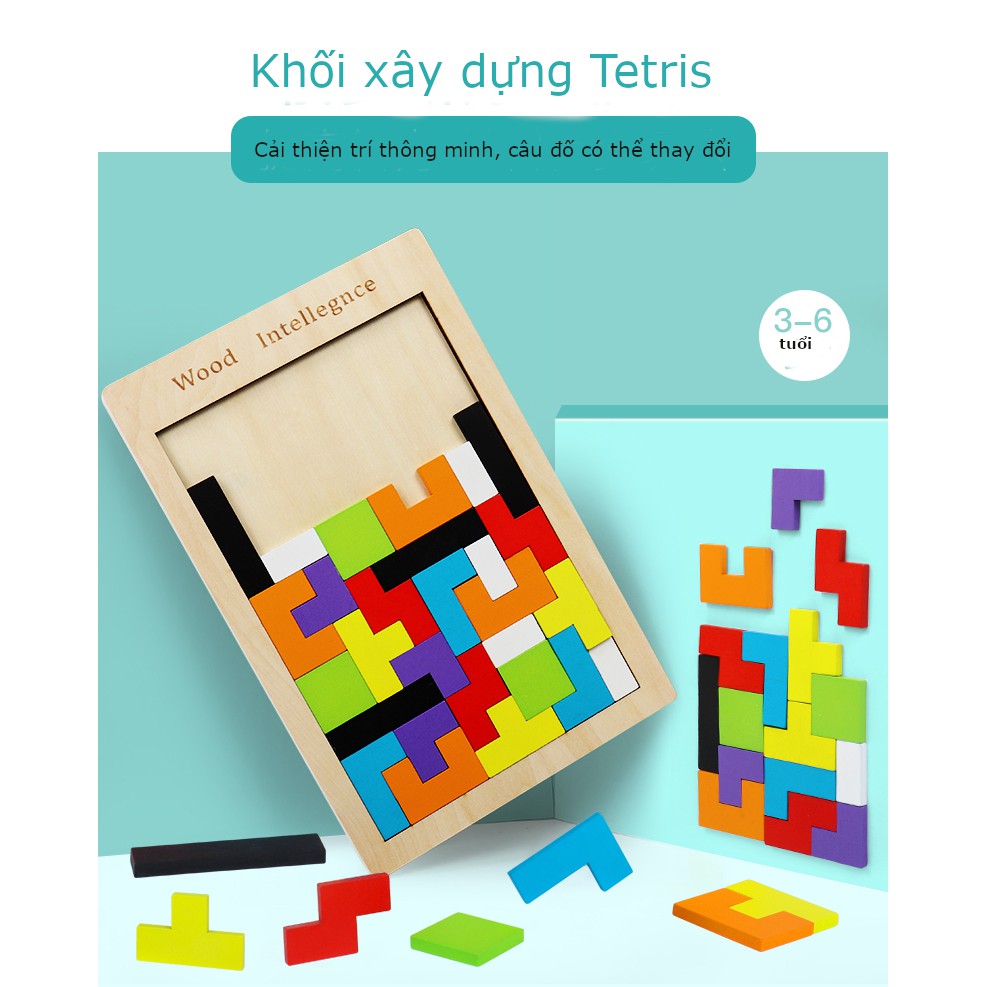 Khối xây dựng Tetris
Cải thiện trí thông minh, câu đố có thể thay đổi
Wood Intellegnce
3-6
tuổi